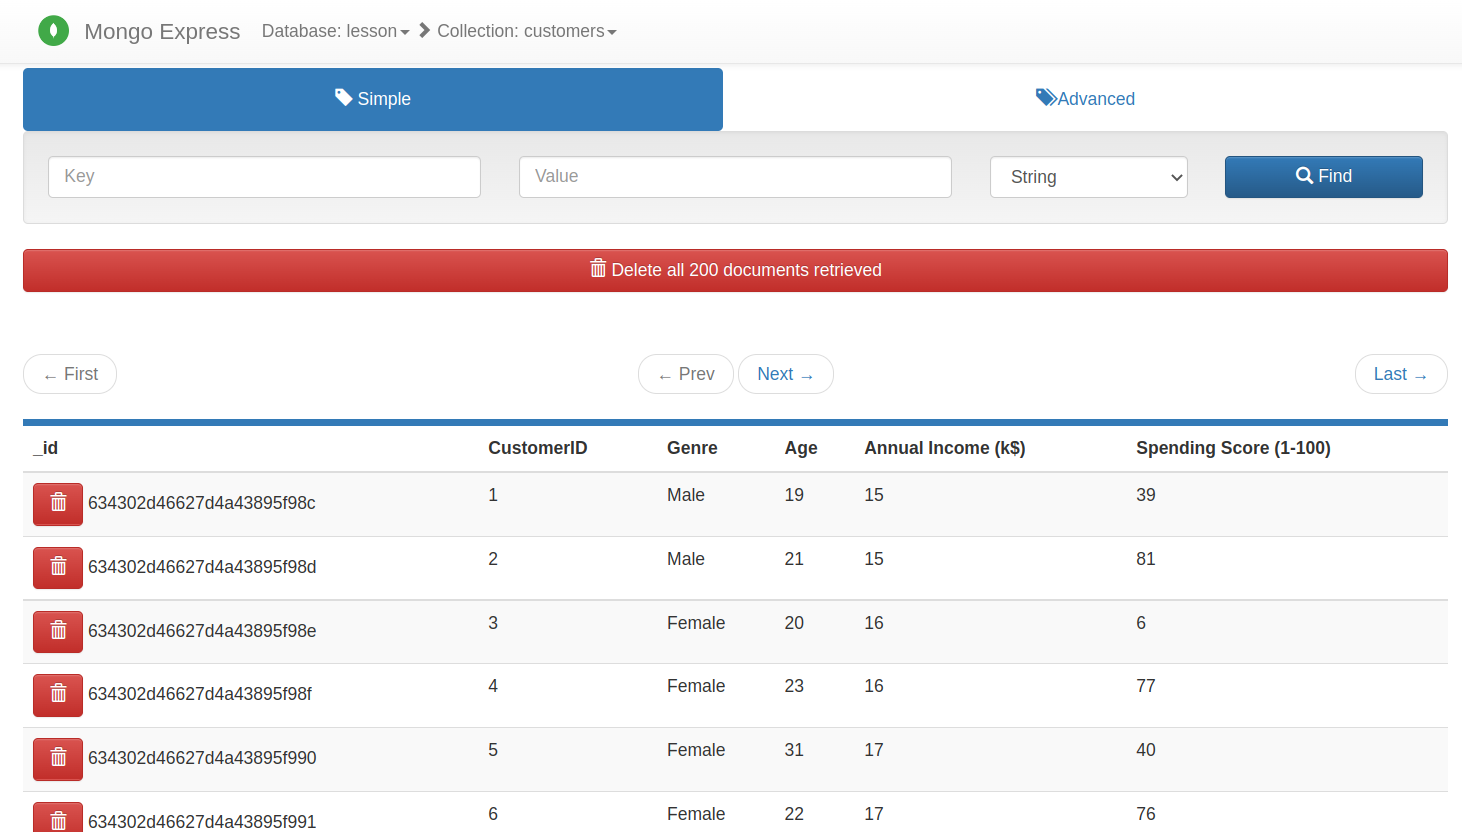 Mongo Express Database: lesson Collection: customers
Simple Advanced
Key Value String Find
Delete all 200 documents retrieved
← First ← Prev Next → Last →
_id CustomerID Genre Age Annual Income (k$) Spending Score (1-100)
634302d46627d4a43895f98c 1 Male 19 15 39
634302d46627d4a43895f98d 2 Male 21 15 81
634302d46627d4a43895f98e 3 Female 20 16 6
634302d46627d4a43895f98f 4 Female 23 16 77
634302d46627d4a43895f990 5 Female 31 17 40
634302d46627d4a43895f991 6 Female 22 17 76